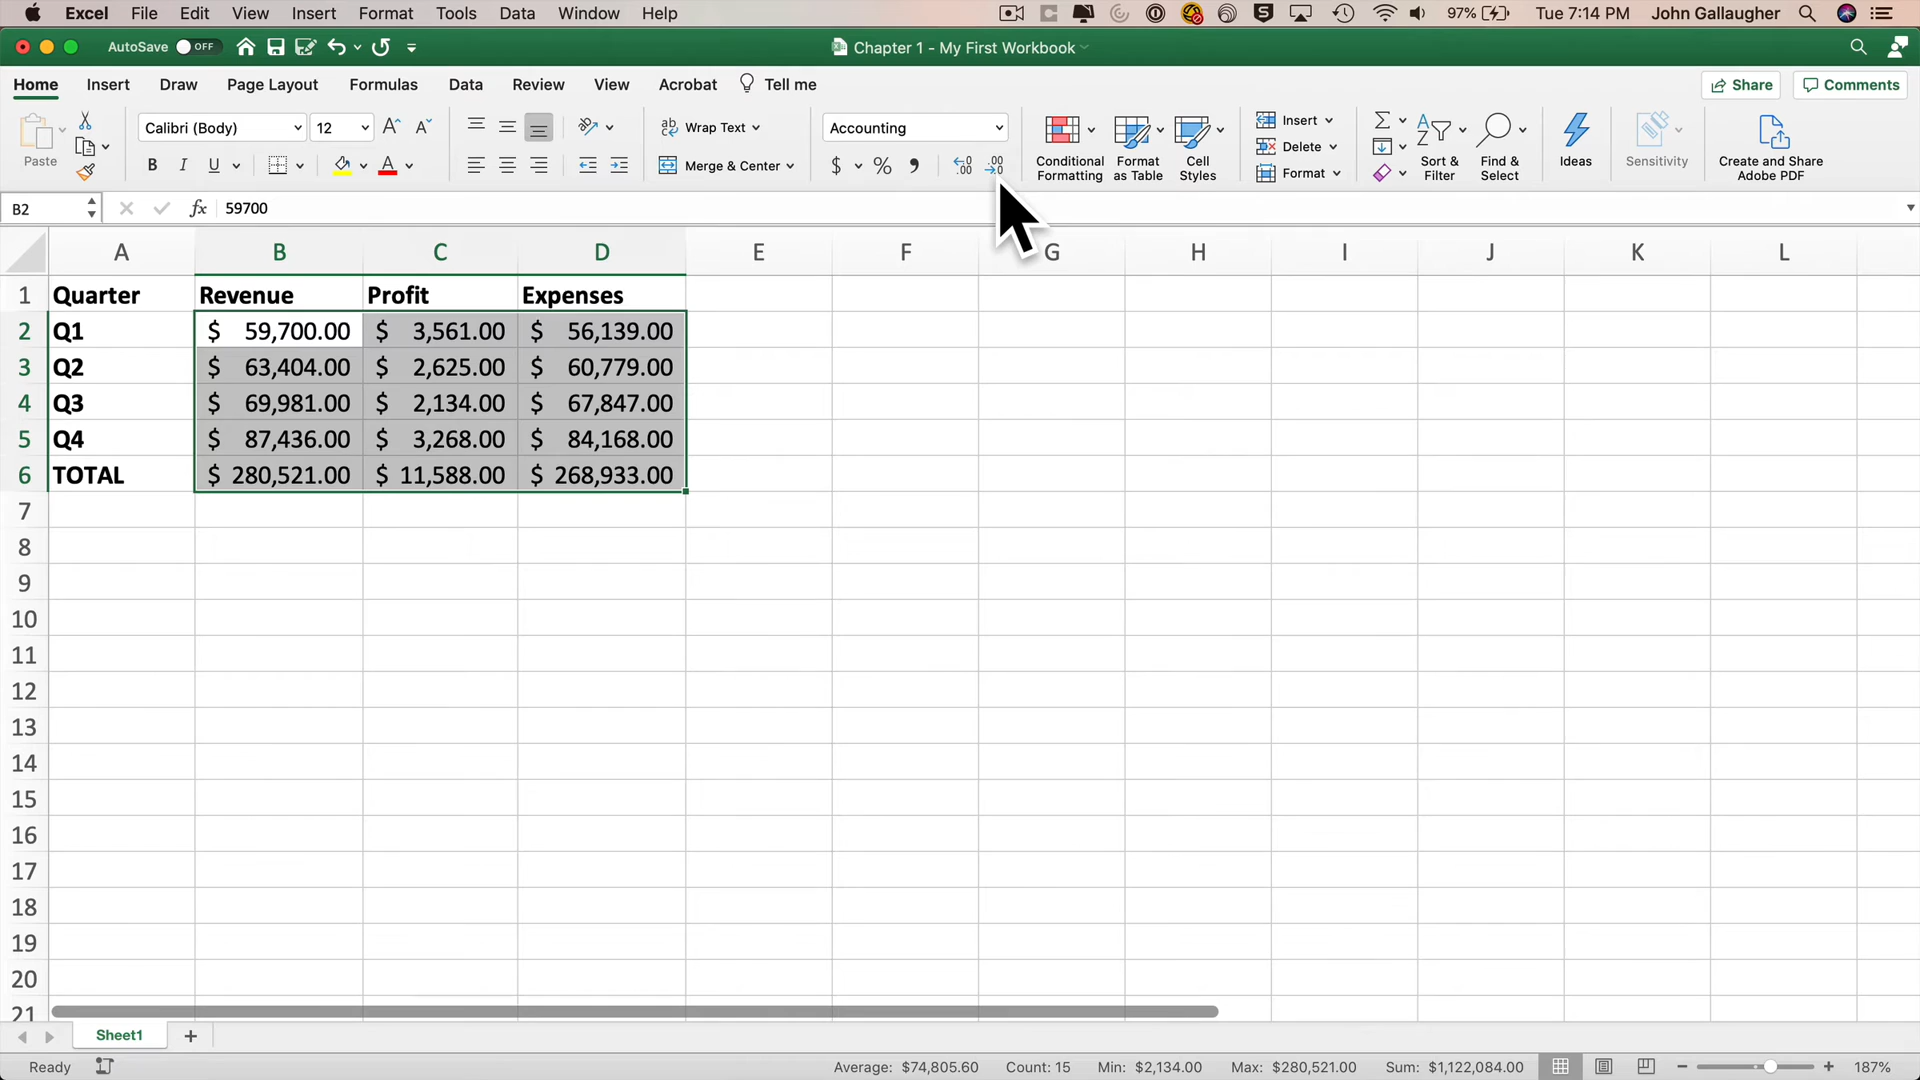 Excel File Edit View Insert Format Tools Data Window Help 97% Tue 7:14 PM John Gallaugher
AutoSave OFF Chapter 1 - My First Workbook
Home Insert Draw Page Layout Formulas Data Review View Acrobat Tell me Share Comments
Paste Calibri (Body) 12 Wrap Text Merge & Center Accounting $ % Conditional Formatting Format as Table Cell Styles Insert Delete Format Sort & Filter Find & Select Ideas Sensitivity Create and Share Adobe PDF
B2 fx 59700
A B C D E F G H I J K L
1 Quarter Revenue Profit Expenses
2 Q1 $ 59,700.00 $ 3,561.00 $ 56,139.00
3 Q2 $ 63,404.00 $ 2,625.00 $ 60,779.00
4 Q3 $ 69,981.00 $ 2,134.00 $ 67,847.00
5 Q4 $ 87,436.00 $ 3,268.00 $ 84,168.00
6 TOTAL $ 280,521.00 $ 11,588.00 $ 268,933.00
7
8
9
10
11
12
13
14
15
16
17
18
19
20
21
Sheet1 +
Ready Average: $74,805.60 Count: 15 Min: $2,134.00 Max: $280,521.00 Sum: $1,122,084.00 187%